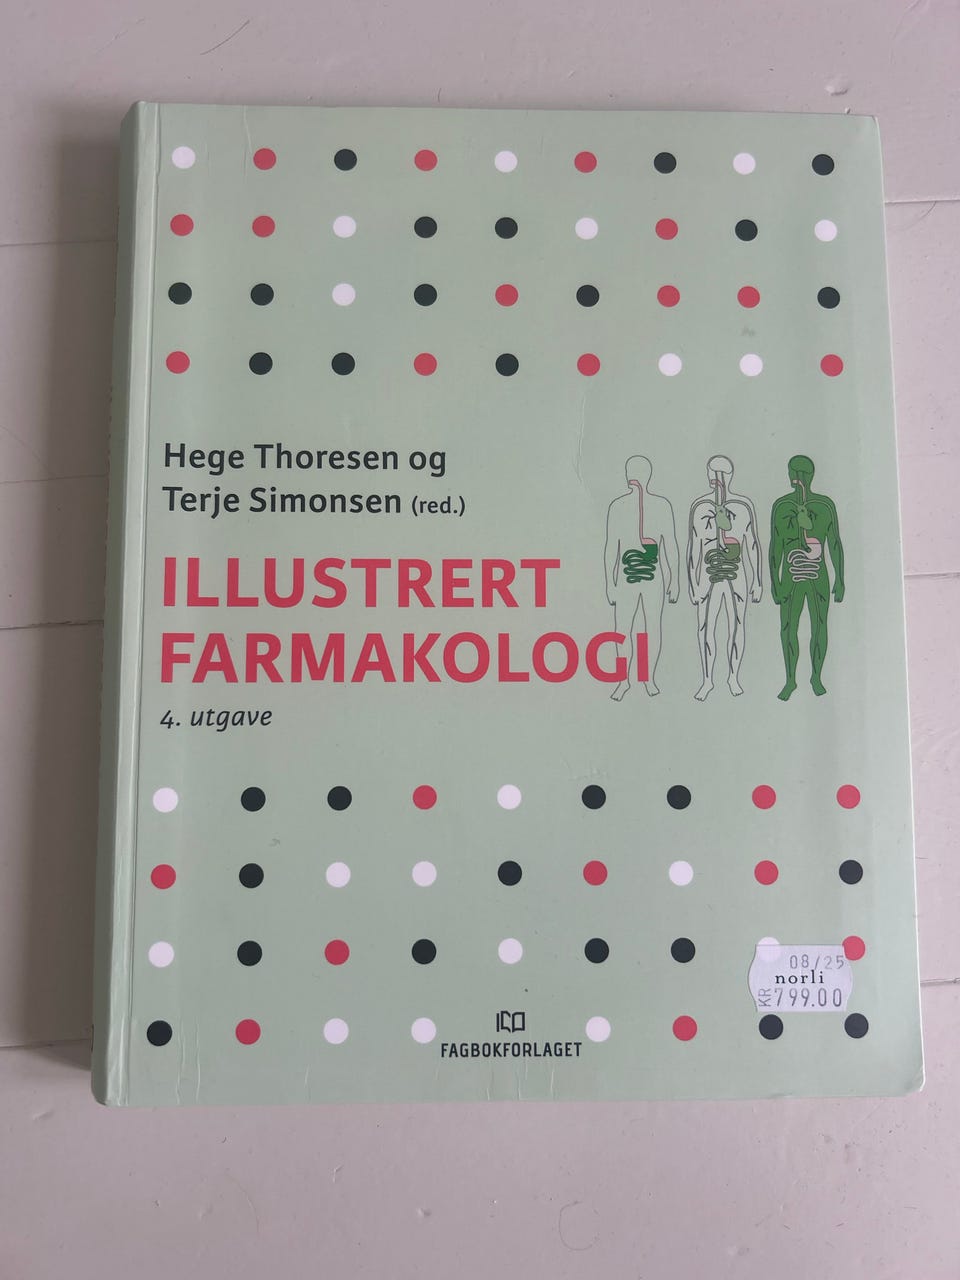 Hege Thoresen og
Terje Simonsen (red.)
ILLUSTRERT
FARMAKOLOGI
4. utgave
08/25
norli
KR 799.00
FAGBOKFORLAGET